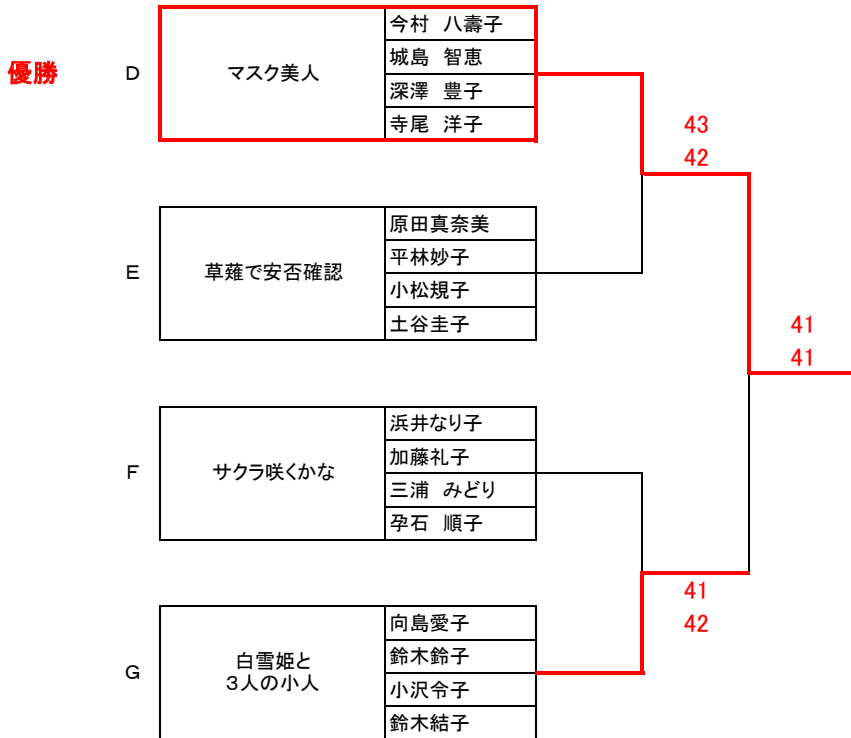 優勝
D
マスク美人
今村 八壽子
城島 智恵
深澤 豊子
寺尾 洋子
43
42
E
草薙で安否確認
原田真奈美
平林妙子
小松規子
土谷圭子
41
41
F
サクラ咲くかな
浜井なり子
加藤礼子
三浦 みどり
孕石 順子
41
42
G
白雪姫と
3人の小人
向島愛子
鈴木鈴子
小沢令子
鈴木結子